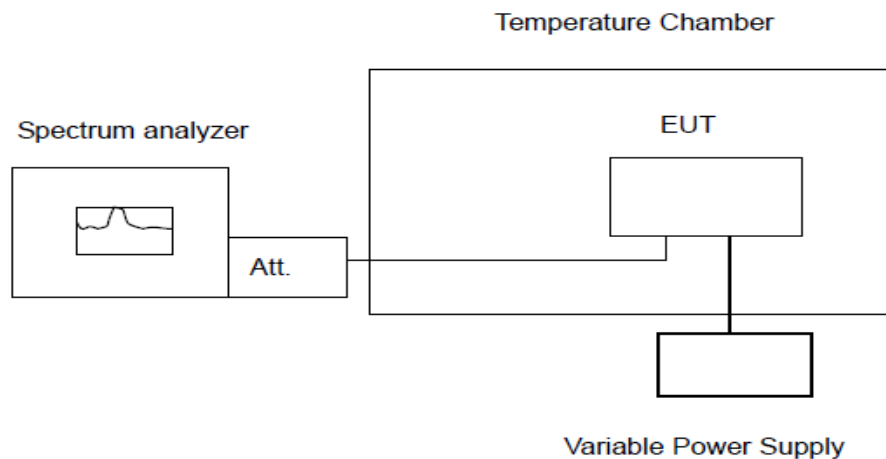 Temperature Chamber
Spectrum analyzer
EUT
Att.
Variable Power Supply